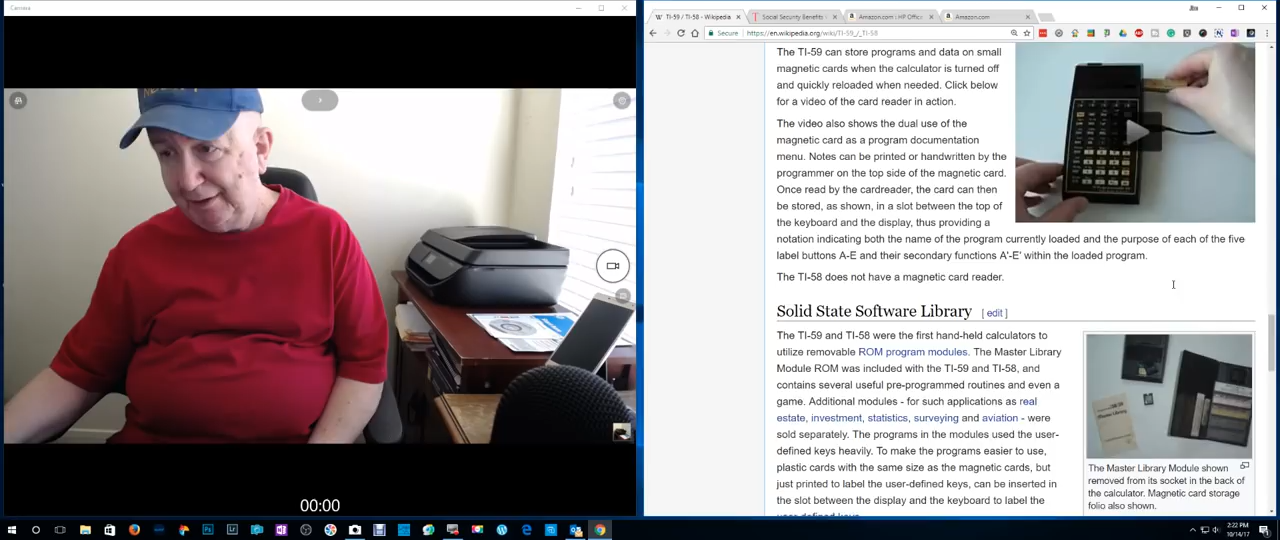 Camera
00:00
TI-59 / TI-58 - Wikipedia
Social Security Benefits
Amazon.com : HP Office
Amazon.com
Jim
Secure
https://en.wikipedia.org/wiki/TI-59_/_TI-58
The TI-59 can store programs and data on small
magnetic cards when the calculator is turned off
and quickly reloaded when needed. Click below
for a video of the card reader in action.
The video also shows the dual use of the
magnetic card as a program documentation
menu. Notes can be printed or handwritten by the
programmer on the top side of the magnetic card.
Once read by the cardreader, the card can then
be stored, as shown, in a slot between the top of
the keyboard and the display, thus providing a
notation indicating both the name of the program currently loaded and the purpose of each of the five
label buttons A-E and their secondary functions A'-E' within the loaded program.
The TI-58 does not have a magnetic card reader.
Solid State Software Library [ edit ]
The TI-59 and TI-58 were the first hand-held calculators to
utilize removable ROM program modules. The Master Library
Module ROM was included with the TI-59 and TI-58, and
contains several useful pre-programmed routines and even a
game. Additional modules - for such applications as real
estate, investment, statistics, surveying and aviation - were
sold separately. The programs in the modules used the user-
defined keys heavily. To make the programs easier to use,
plastic cards with the same size as the magnetic cards, but
just printed to label the user-defined keys, can be inserted in
the slot between the display and the keyboard to label the
user-defined keys.
The Master Library Module shown
removed from its socket in the back of
the calculator. Magnetic card storage
folio also shown.
2:22 PM
10/14/17